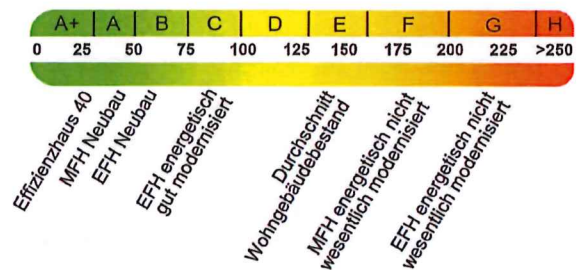 A+ A B C D E F G H
0 25 50 75 100 125 150 175 200 225 >250
Effizienzhaus 40
MFH Neubau
EFH Neubau
EFH energetisch
gut modernisiert
Durchschnitt
Wohngebäudebestand
MFH energetisch nicht
wesentlich modernisiert
EFH energetisch nicht
wesentlich modernisiert